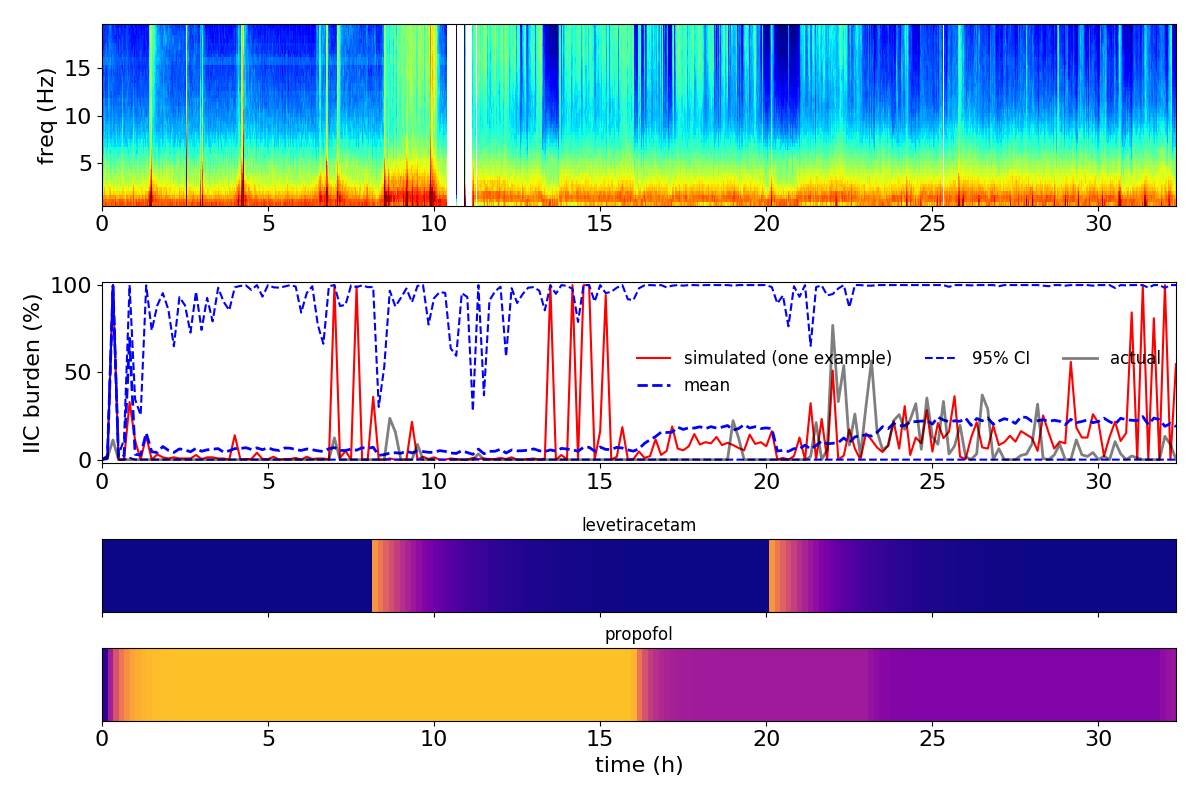 freq (Hz)
15
10
5
0 5 10 15 20 25 30
IIC burden (%)
100
50
0
simulated (one example) 95% CI actual
mean
0 5 10 15 20 25 30
levetiracetam
propofol
0 5 10 15 20 25 30
time (h)